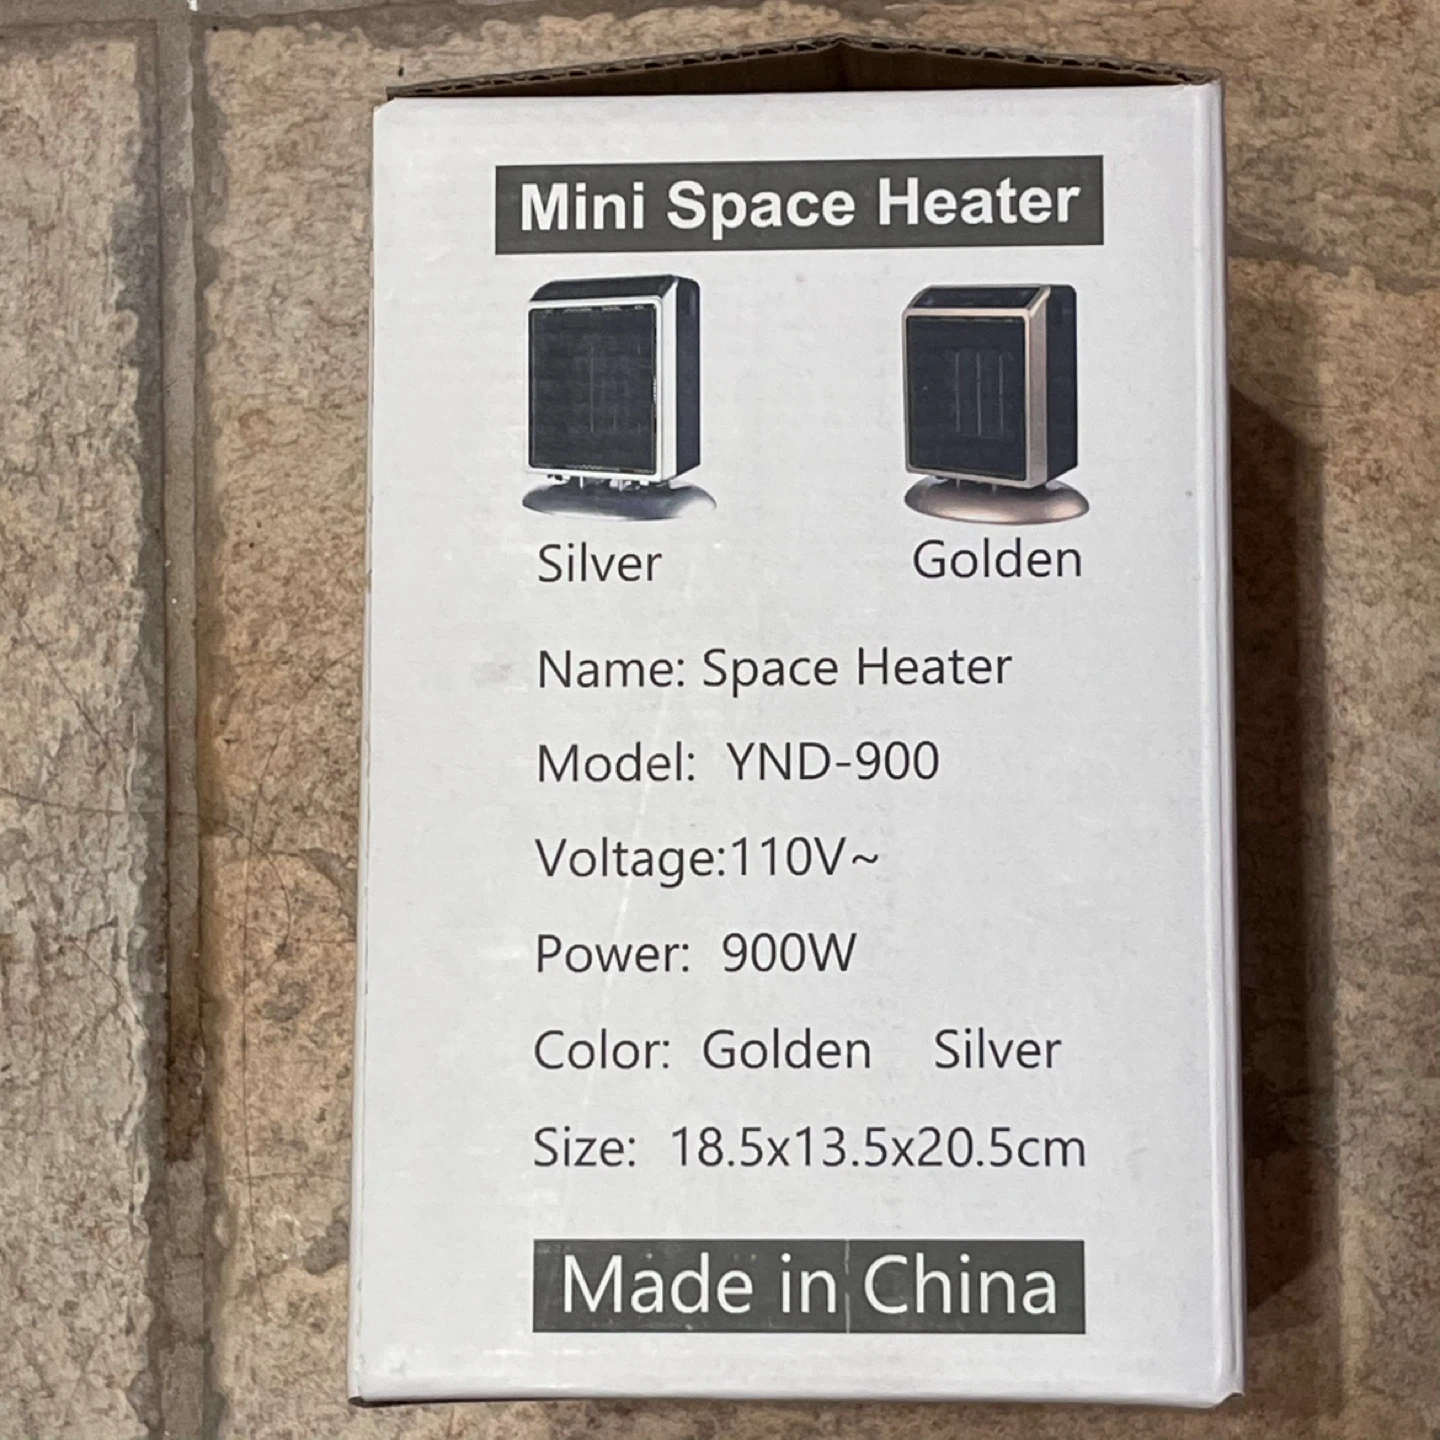 Mini Space Heater
Silver
Golden
Name: Space Heater
Model: YND-900
Voltage:110V~
Power: 900W
Color: Golden Silver
Size: 18.5x13.5x20.5cm
Made in China